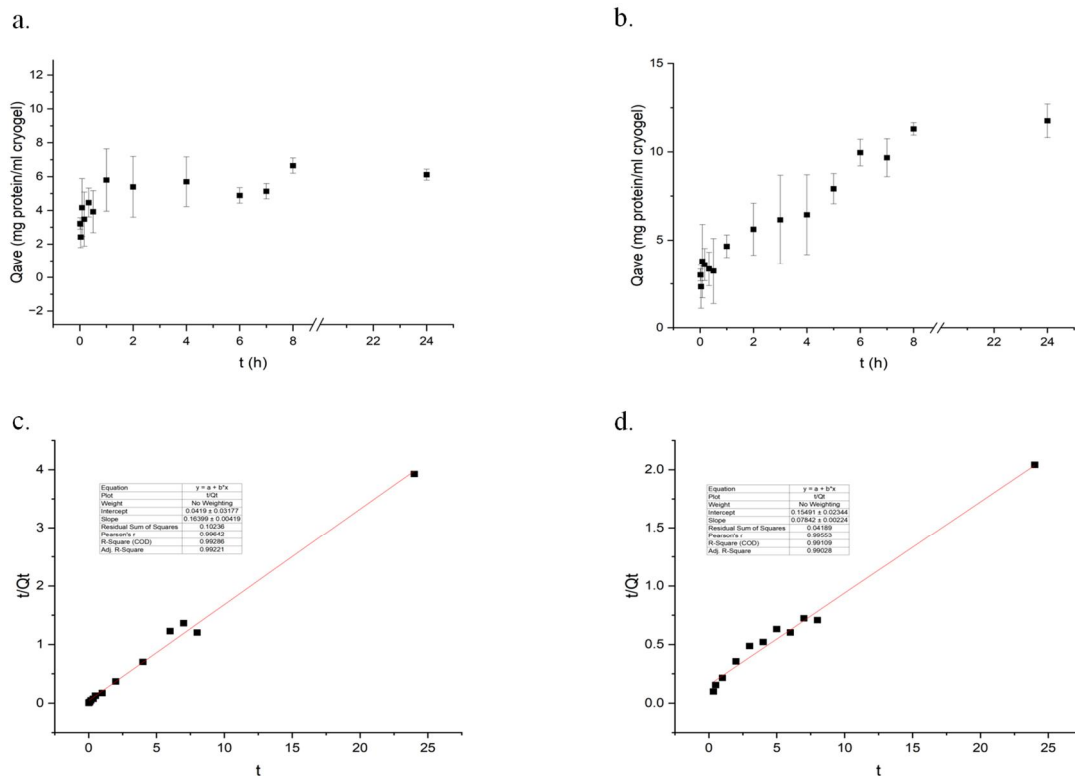 a.
12
10
8
6
4
2
0
−2
Qave (mg protein/ml cryogel)
0 2 4 6 8 22 24
t (h)
b.
15
10
5
0
Qave (mg protein/ml cryogel)
0 2 4 6 8 22 24
t (h)
c.
4
3
2
1
0
t/Qt
Equation y = a + b*x
Plot t/Qt
Weight No Weighting
Intercept 0.0419 ± 0.03177
Slope 0.16399 ± 0.00419
Residual Sum of Squares 0.10236
Pearson's r 0.99642
R-Square (COD) 0.99286
Adj. R-Square 0.99221
0 5 10 15 20 25
t
d.
2.0
1.5
1.0
0.5
0.0
t/Qt
Equation y = a + b*x
Plot t/Qt
Weight No Weighting
Intercept 0.15491 ± 0.02344
Slope 0.07842 ± 0.00224
Residual Sum of Squares 0.04189
Pearson's r 0.99553
R-Square (COD) 0.99109
Adj. R-Square 0.99028
0 5 10 15 20 25
t